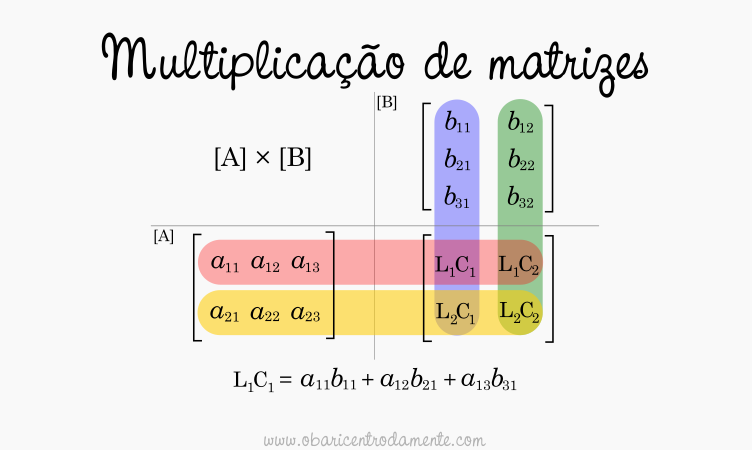 Multiplicação de matrizes
[B]
[A] × [B]
b11 b12
b21 b22
b31 b32
[A]
a11 a12 a13 L1C1 L1C2
a21 a22 a23 L2C1 L2C2
L1C1 = a11b11 + a12b21 + a13b31
www.obaricentrodamente.com